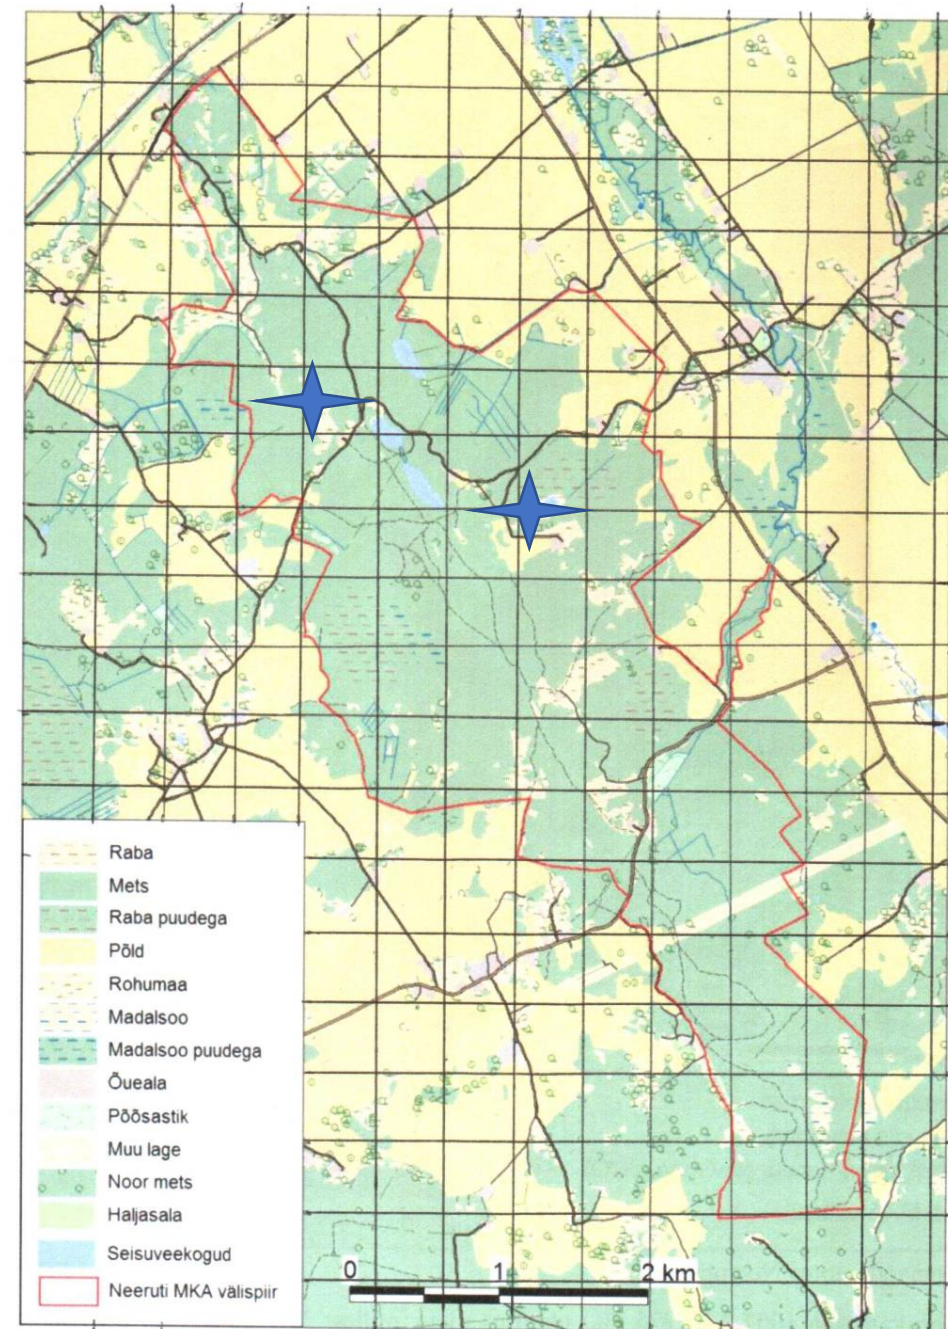 Raba
Mets
Raba puudega
Põld
Rohumaa
Madalsoo
Madalsoo puudega
Õueala
Põõsastik
Muu lage
Noor mets
Haljasala
Seisuveekogud
Neeruti MKA välispiir
0 1 2 km